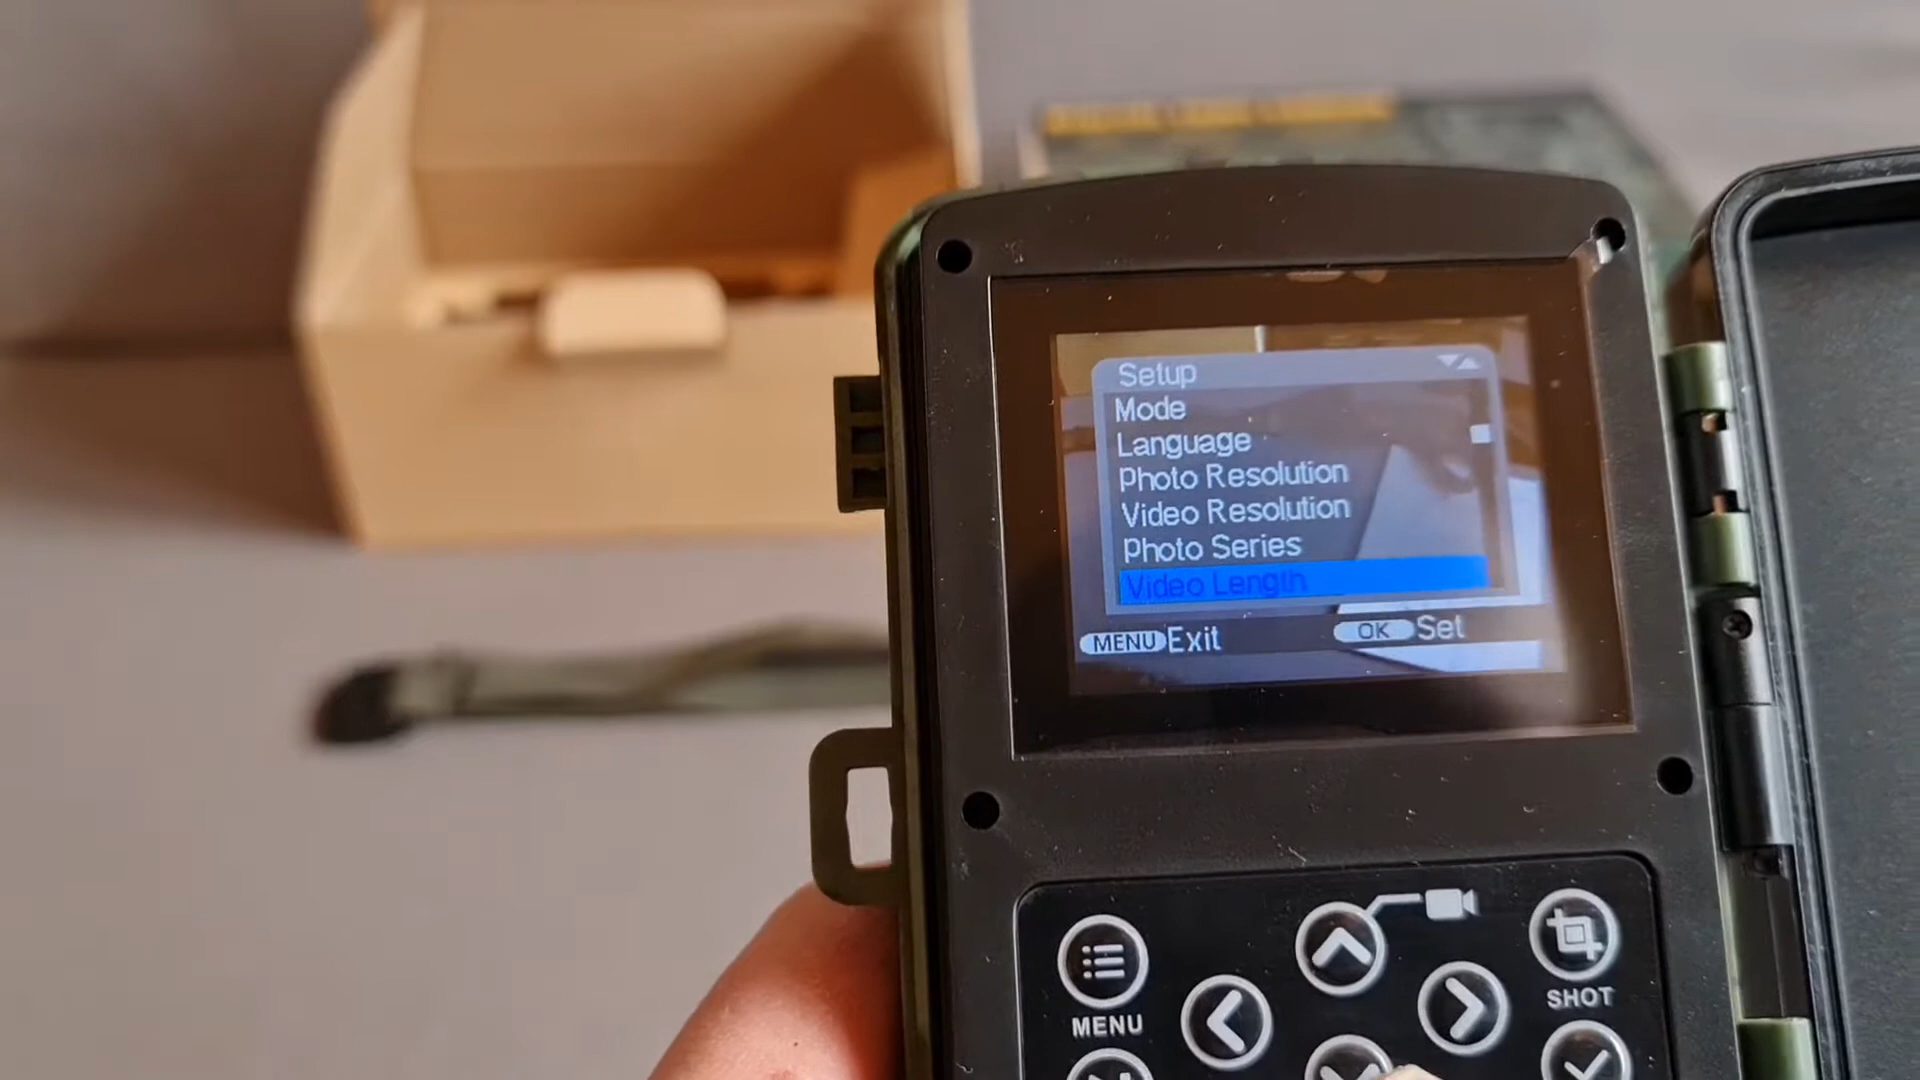 Setup
Mode
Language
Photo Resolution
Video Resolution
Photo Series
Video Length
MENU Exit
OK Set
SHOT
MENU